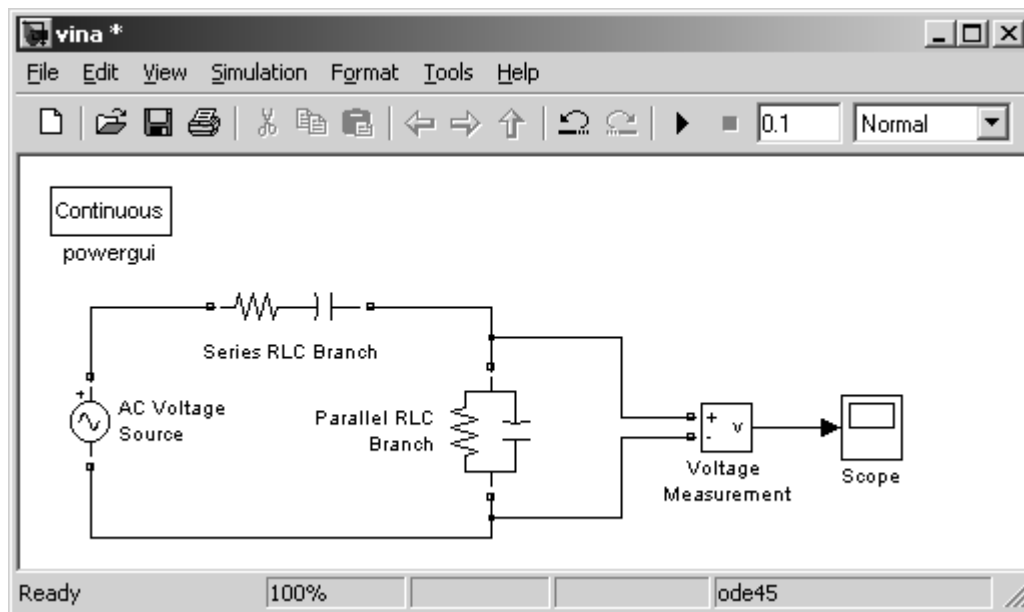 vina *
File Edit View Simulation Format Tools Help
0.1 Normal
Continuous
powergui
Series RLC Branch
+
AC Voltage
Source
Parallel RLC
Branch
+
- v
Voltage
Measurement
Scope
Ready 100% ode45